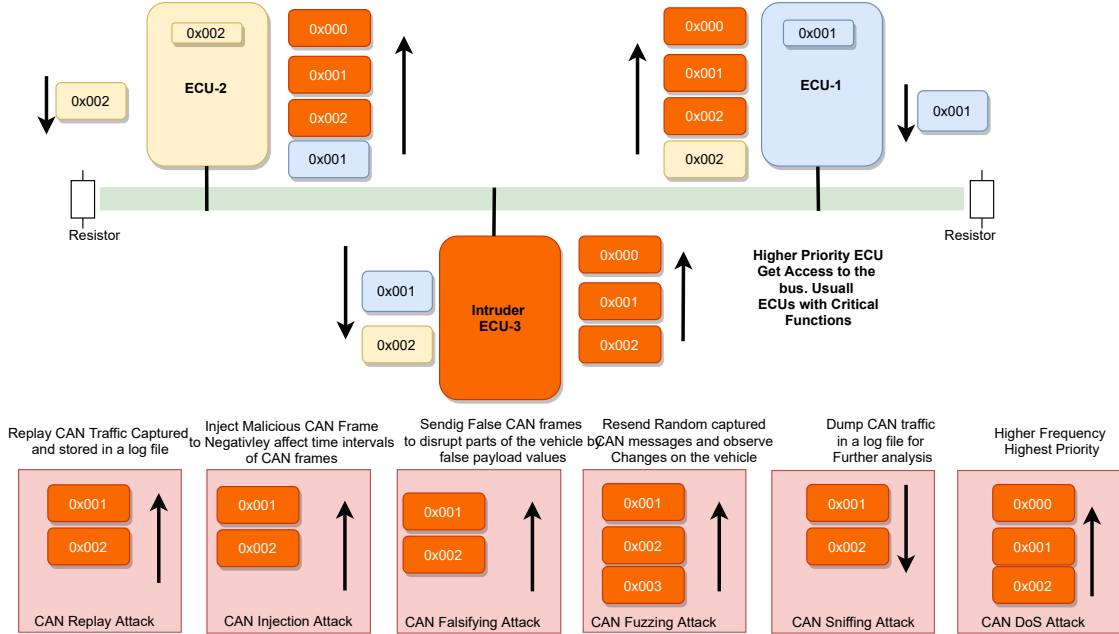 0x002
ECU-2
0x002
0x000
0x001
0x002
0x001
0x000
0x001
0x002
0x002
0x001
ECU-1
0x001
Resistor
Resistor
0x001
0x002
Intruder
ECU-3
0x000
0x001
0x002
Higher Priority ECU
Get Access to the
bus. Usuall
ECUs with Critical
Functions
Replay CAN Traffic Captured
and stored in a log file
0x001
0x002
CAN Replay Attack
Inject Malicious CAN Frame
to Negativley affect time intervals
of CAN frames
0x001
0x002
CAN Injection Attack
Sendig False CAN frames
to disrupt parts of the vehicle by
false payload values
0x001
0x002
CAN Falsifying Attack
Resend Random captured
CAN messages and observe
Changes on the vehicle
0x001
0x002
0x003
CAN Fuzzing Attack
Dump CAN traffic
in a log file for
Further analysis
0x001
0x002
CAN Sniffing Attack
Higher Frequency
Highest Priority
0x000
0x001
0x002
CAN DoS Attack